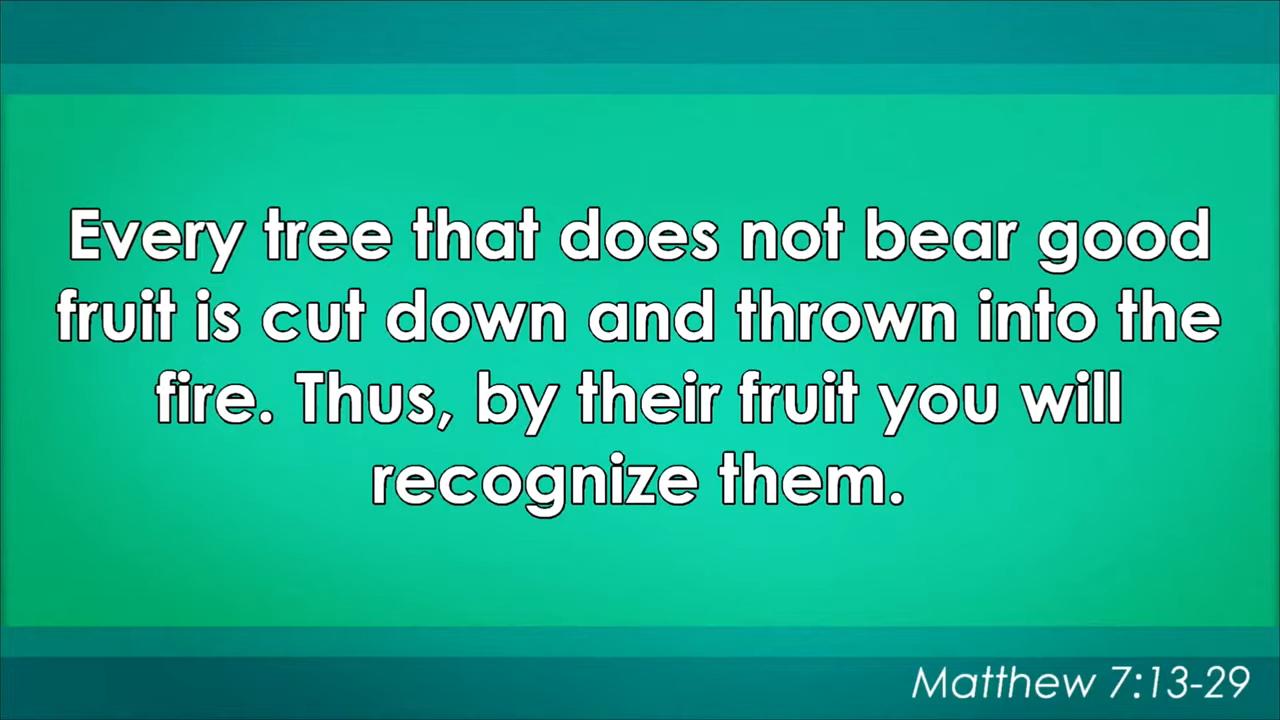 Every tree that does not bear good
fruit is cut down and thrown into the
fire. Thus, by their fruit you will
recognize them.
Matthew 7:13-29